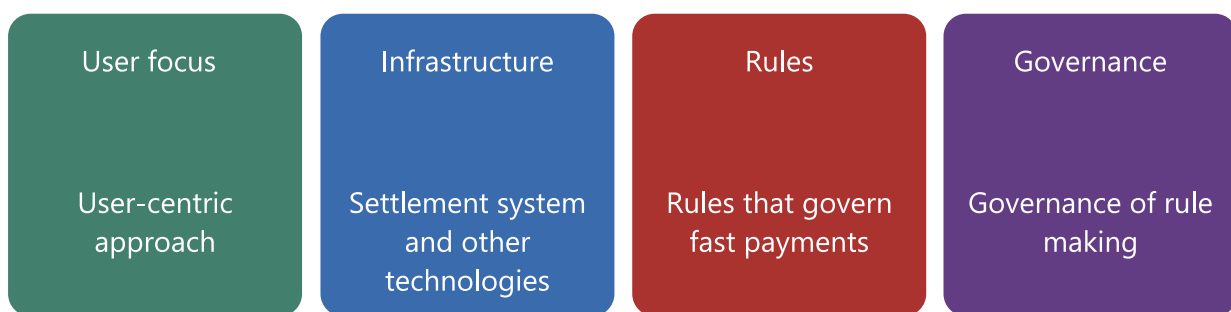 User focus
User-centric
approach
Infrastructure
Settlement system
and other
technologies
Rules
Rules that govern
fast payments
Governance
Governance of rule
making